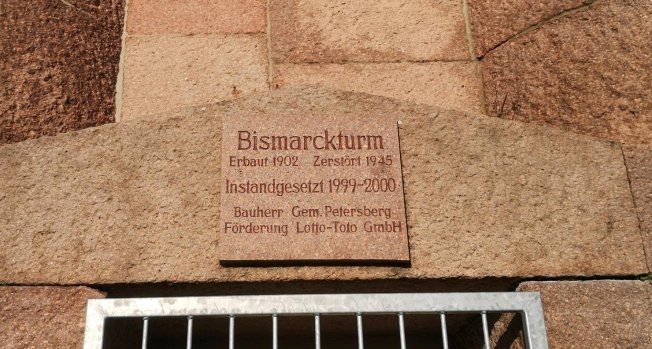 Bismarckturm
Erbaut 1902 Zerstört 1945
Instandgesetzt 1999-2000
Bauherr Gem. Petersberg
Förderung Lotto-Toto GmbH